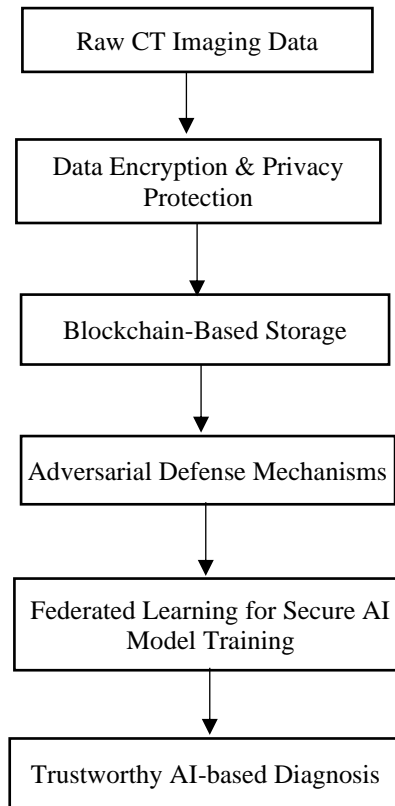 Raw CT Imaging Data
Data Encryption & Privacy
Protection
Blockchain-Based Storage
Adversarial Defense Mechanisms
Federated Learning for Secure AI
Model Training
Trustworthy AI-based Diagnosis